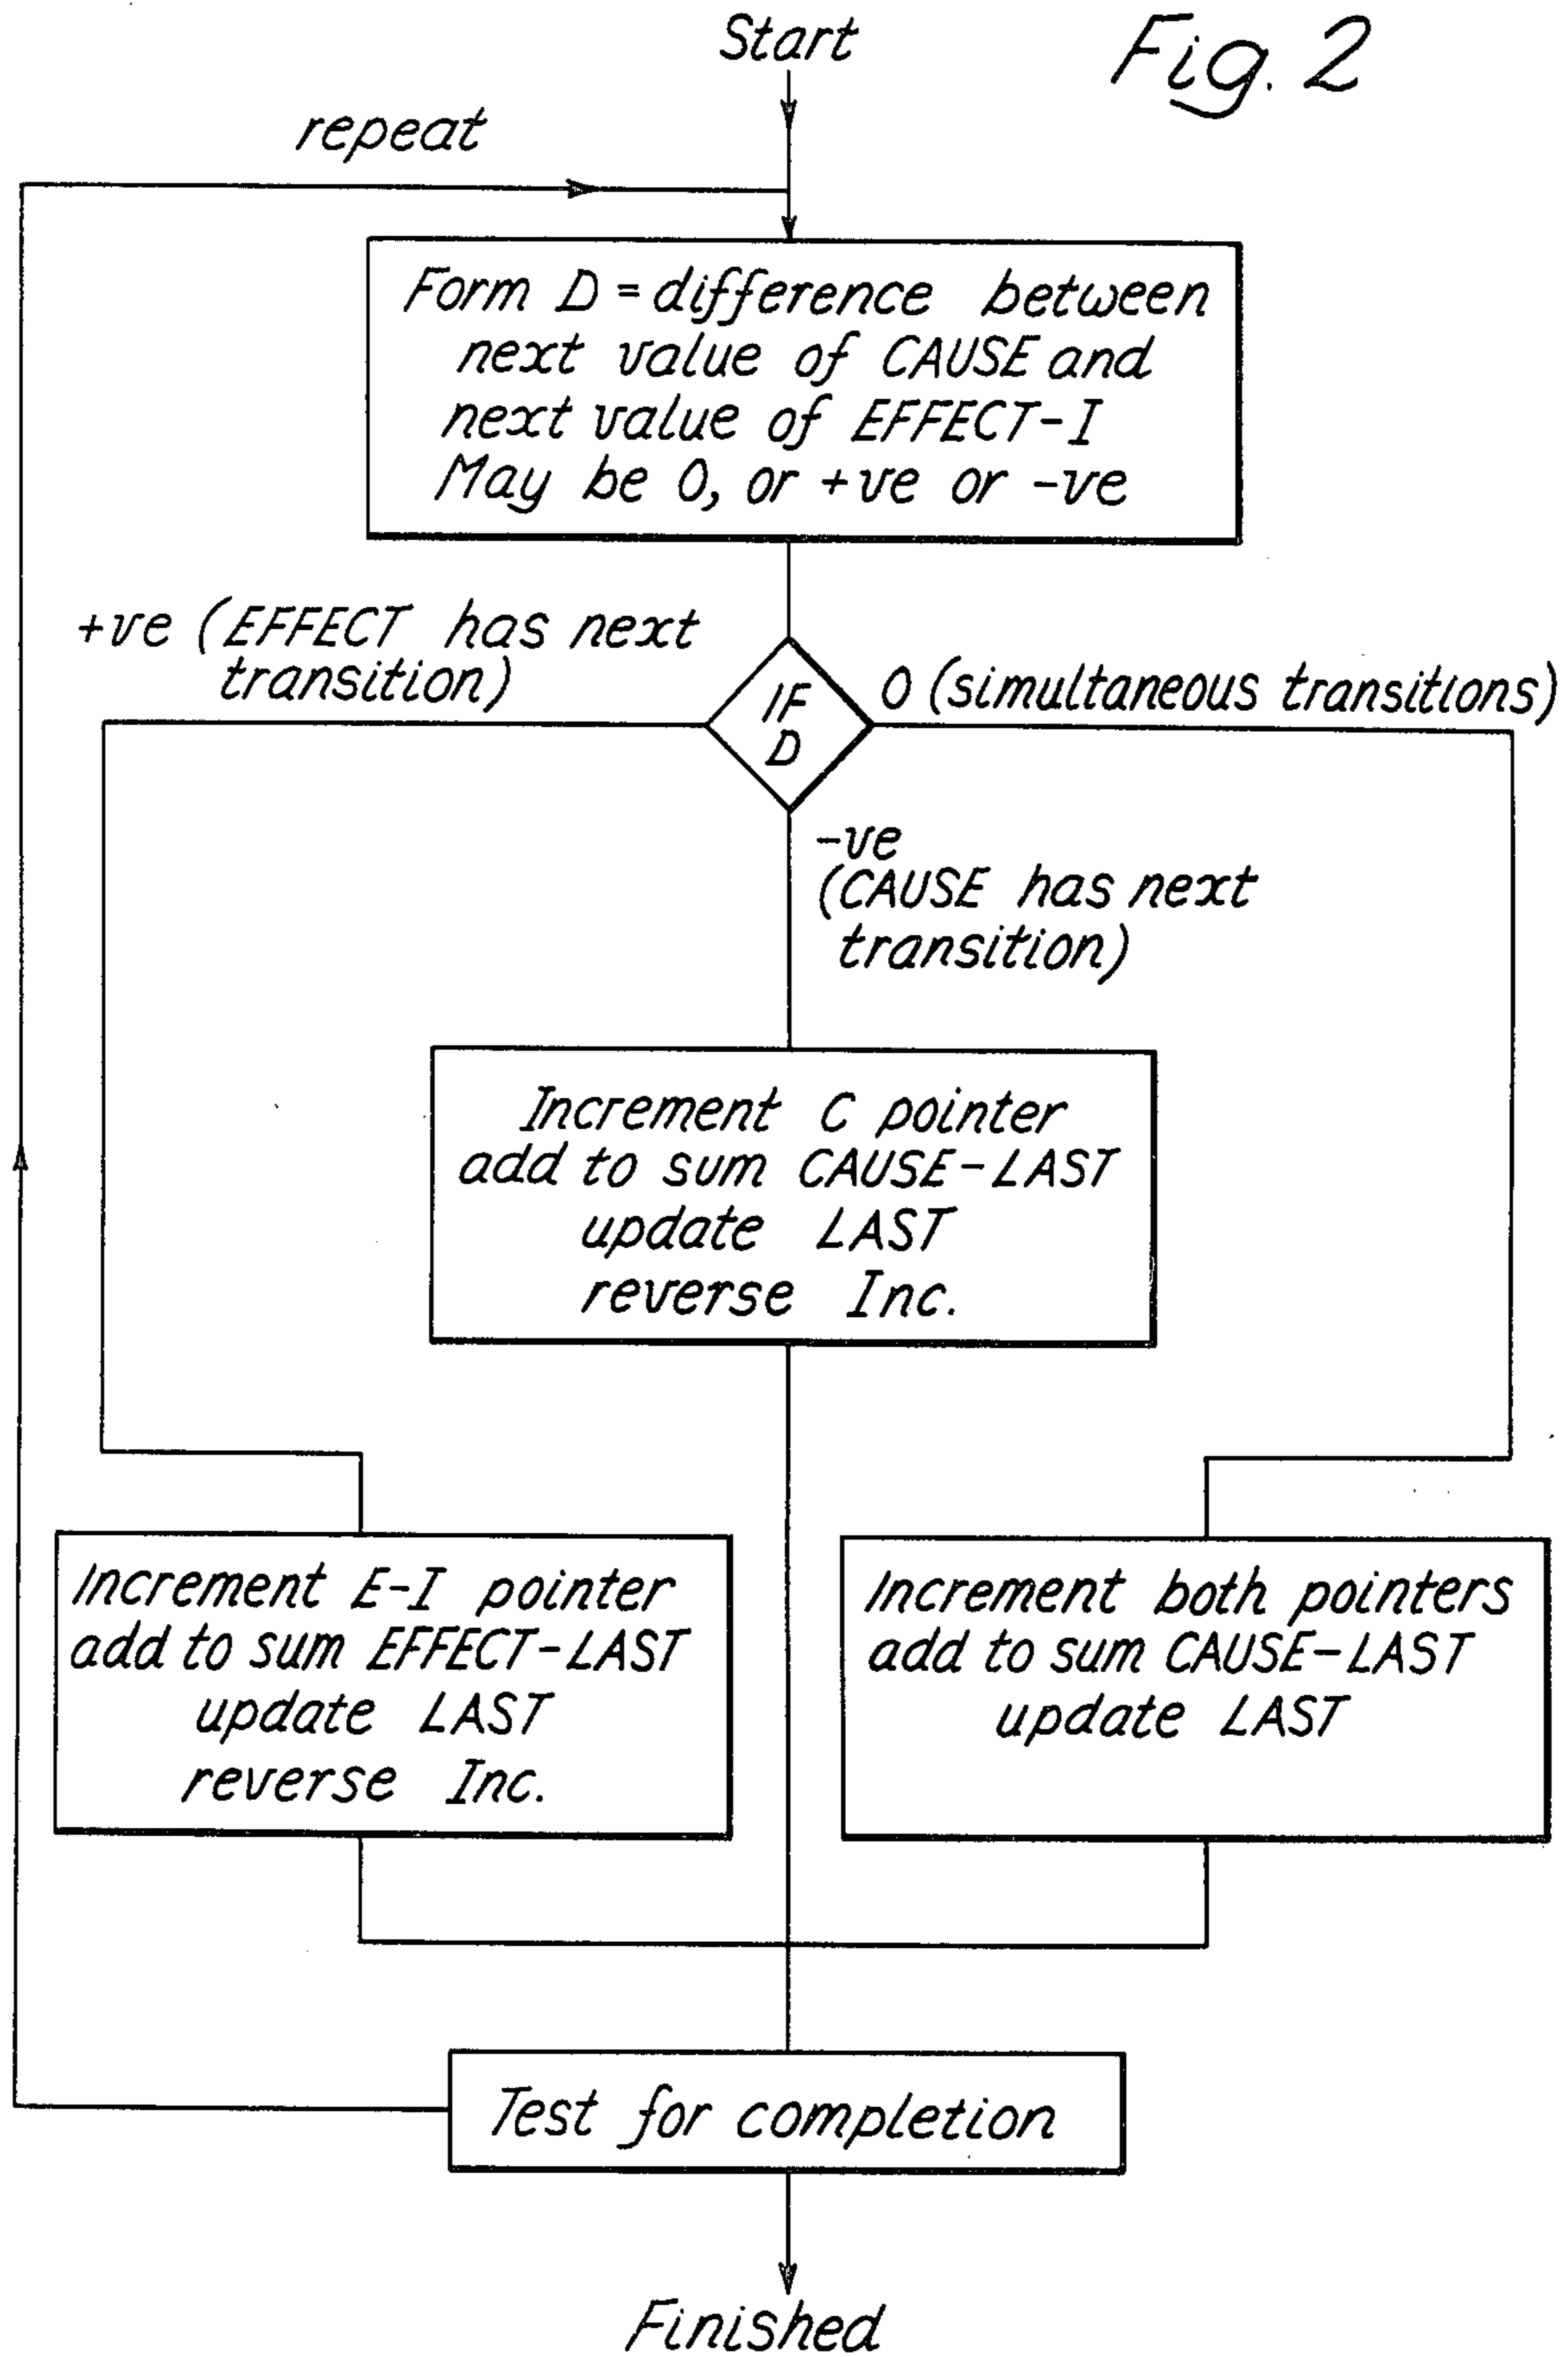 Start
Fig. 2
repeat
Form D = difference between
next value of CAUSE and
next value of EFFECT-I
May be 0, or +ve or -ve
+ve (EFFECT has next
transition)
IF
D
0 (simultaneous transitions)
-ve
(CAUSE has next
transition)
Increment C pointer
add to sum CAUSE-LAST
update LAST
reverse Inc.
Increment E-I pointer
add to sum EFFECT-LAST
update LAST
reverse Inc.
Increment both pointers
add to sum CAUSE-LAST
update LAST
Test for completion
Finished